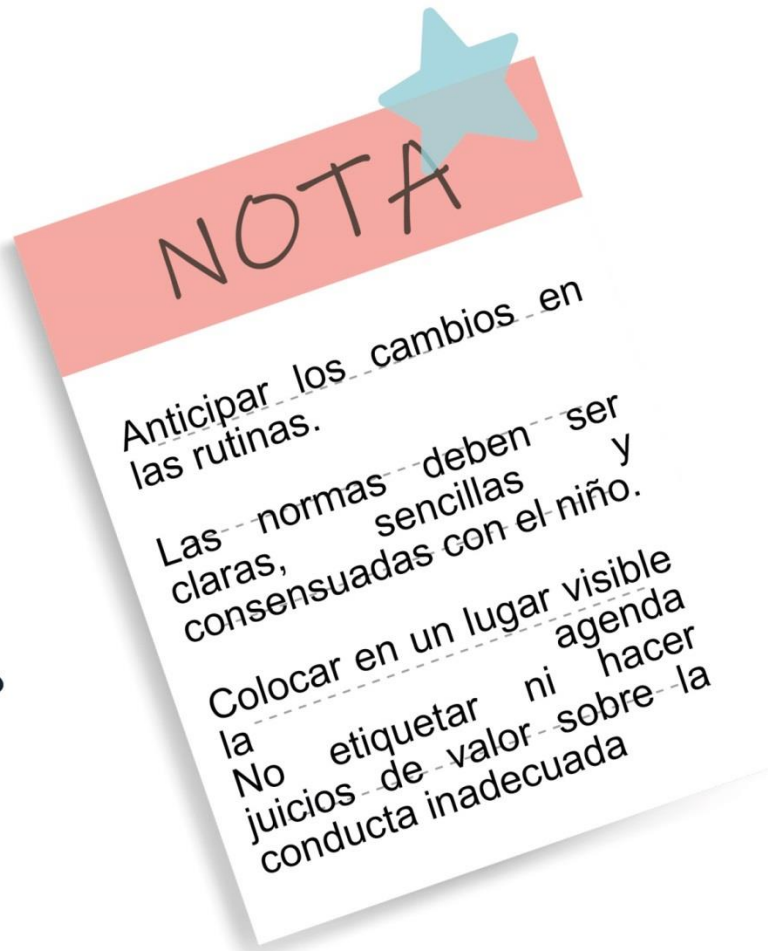 NOTA
Anticipar los cambios en
las rutinas.
Las normas deben ser
claras, sencillas y
consensuadas con el niño.
Colocar en un lugar visible
la agenda
No etiquetar ni hacer
juicios de valor sobre la
conducta inadecuada